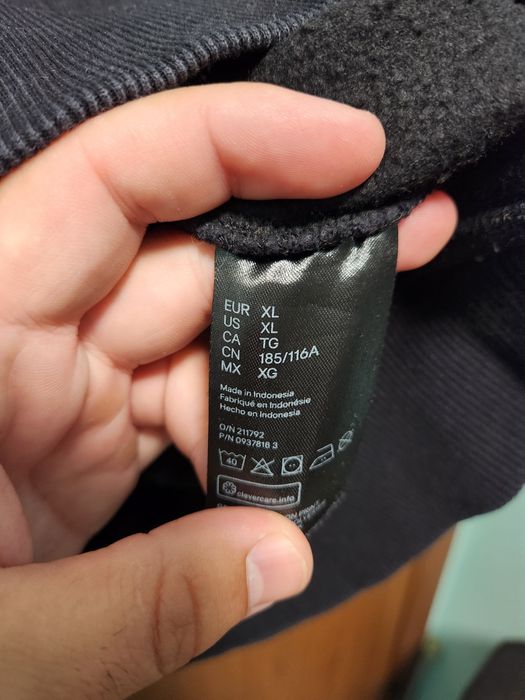 EUR XL
US XL
CA TG
CN 185/116A
MX XG
Made in Indonesia
Fabriqué en Indonésie
Hecho en Indonesia
O/N 211792
P/N 0937818 3
40
clevercare.info